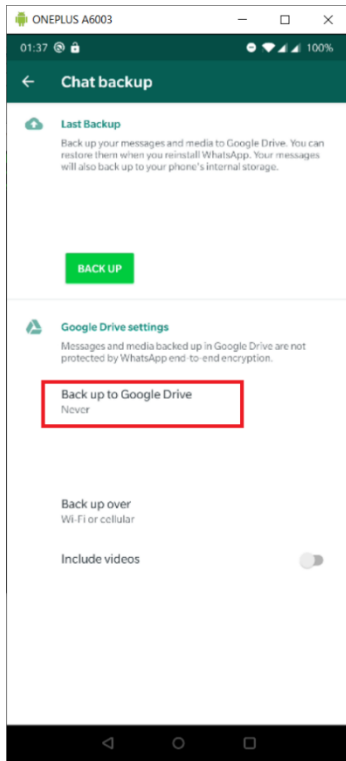 ONEPLUS A6003
01:37 100%
Chat backup
Last Backup
Back up your messages and media to Google Drive. You can
restore them when you reinstall WhatsApp. Your messages
will also back up to your phone's internal storage.
BACK UP
Google Drive settings
Messages and media backed up in Google Drive are not
protected by WhatsApp end-to-end encryption.
Back up to Google Drive
Never
Back up over
Wi-Fi or cellular
Include videos